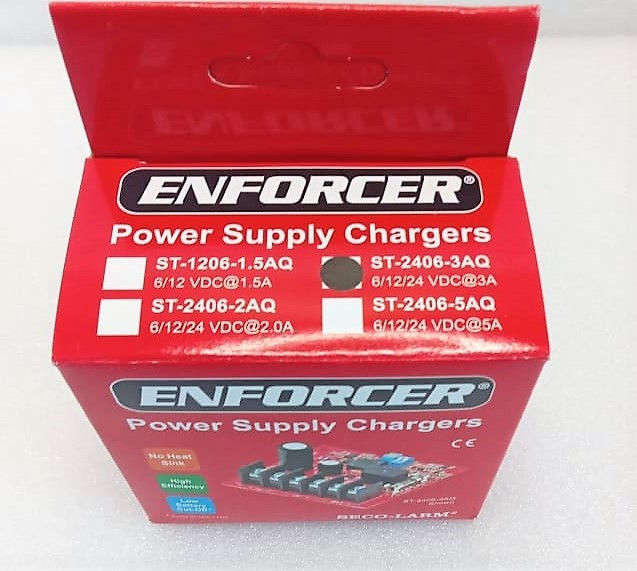 ENFORCER®
Power Supply Chargers
ST-1206-1.5AQ
6/12 VDC@1.5A
ST-2406-3AQ
6/12/24 VDC@3A
ST-2406-2AQ
6/12/24 VDC@2.0A
ST-2406-5AQ
6/12/24 VDC@5A
ENFORCER®
Power Supply Chargers
CE
No Heat
Sink
High
Efficiency
Low
Battery
Cut-Off*
Shown
SECO-LARM®